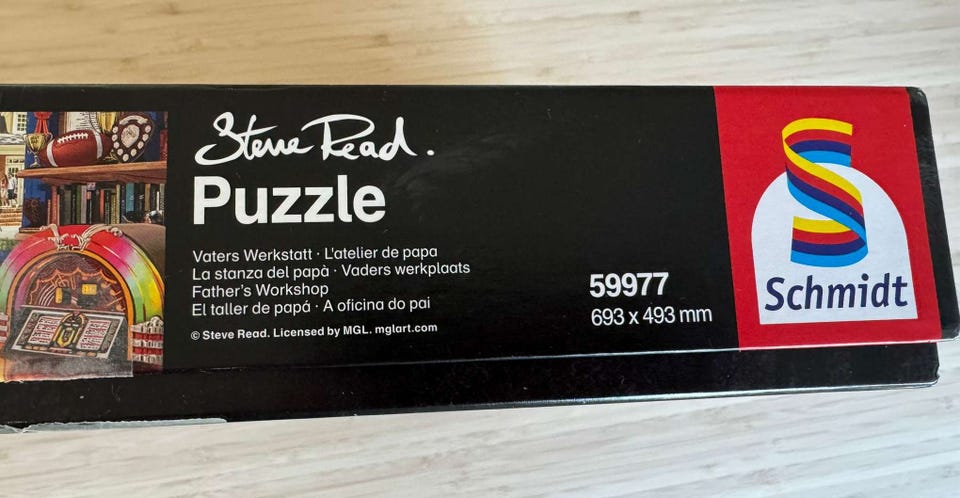 Steve Read.
Puzzle
Vaters Werkstatt · L'atelier de papa
La stanza del papà · Vaders werkplaats
Father's Workshop
El taller de papá · A oficina do pai
© Steve Read. Licensed by MGL. mglart.com
59977
693 x 493 mm
Schmidt